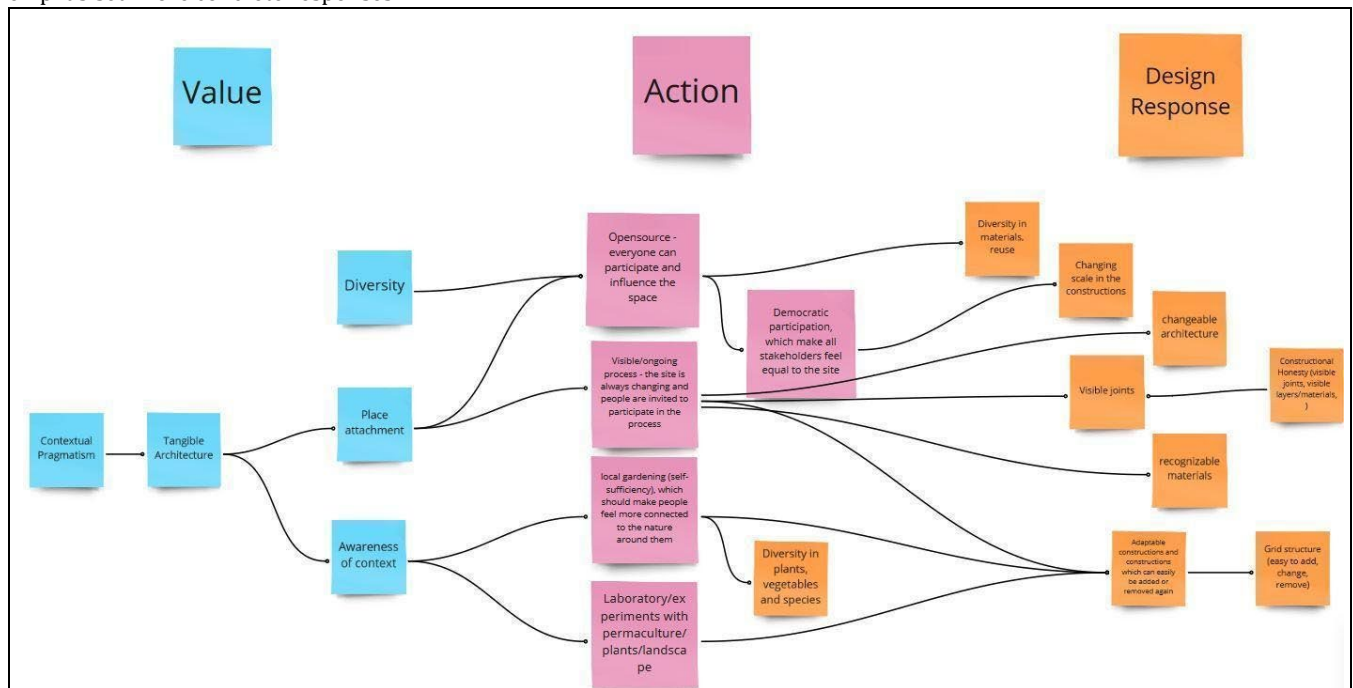 Value
Action
Design
Response
Diversity
Place
attachment
Contextual
Pragmatism
Tangible
Architecture
Awareness
of context
Opensource -
everyone can
participate and
influence the
space
Democratic
participation,
which make all
stakeholders feel
equal to the site
Visible/ongoing
process - the site is
always changing and
people are invited to
participate in the
process
local gardening (self-
sufficiency), which
should make people
feel more connected
to the nature
around them
Diversity in
plants,
vegetables
and species
Laboratory/ex
periments with
permaculture/
plants/landsca
pe
Diversity in
materials,
reuse
Changing
scale in the
constructions
changeable
architecture
Visible joints
Constructional
Honesty (visible
joints, visible
layers/materials,
)
recognizable
materials
Adaptable
constructions and
constructions
which can easily
be added or
removed again
Grid structure
(easy to add,
change,
remove)